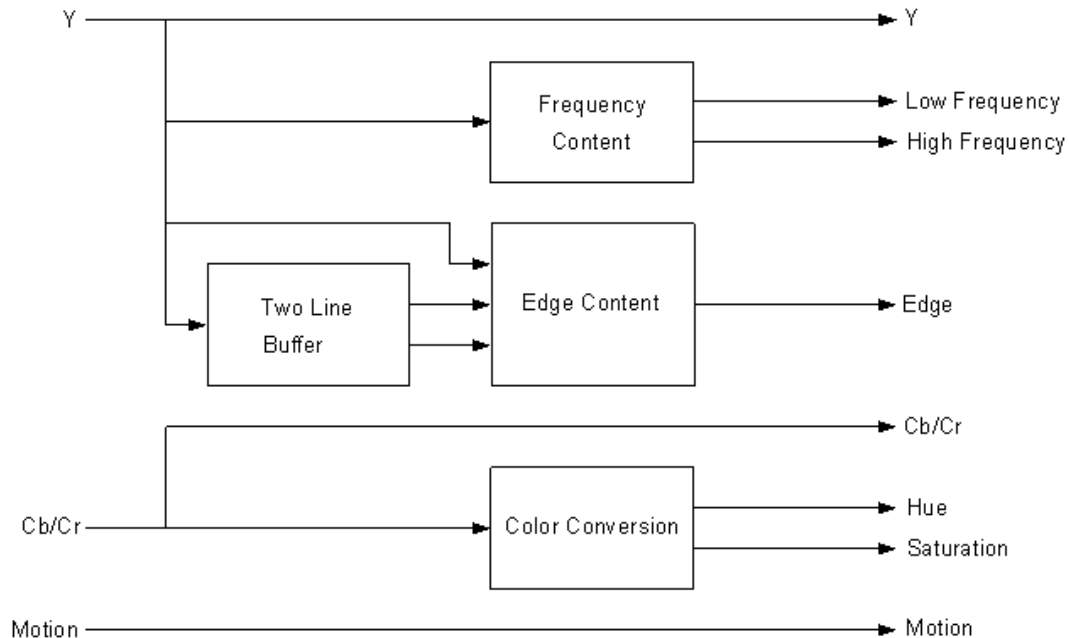 Y
Y
Frequency
Content
Low Frequency
High Frequency
Two Line
Buffer
Edge Content
Edge
Cb/Cr
Cb/Cr
Color Conversion
Hue
Saturation
Motion
Motion